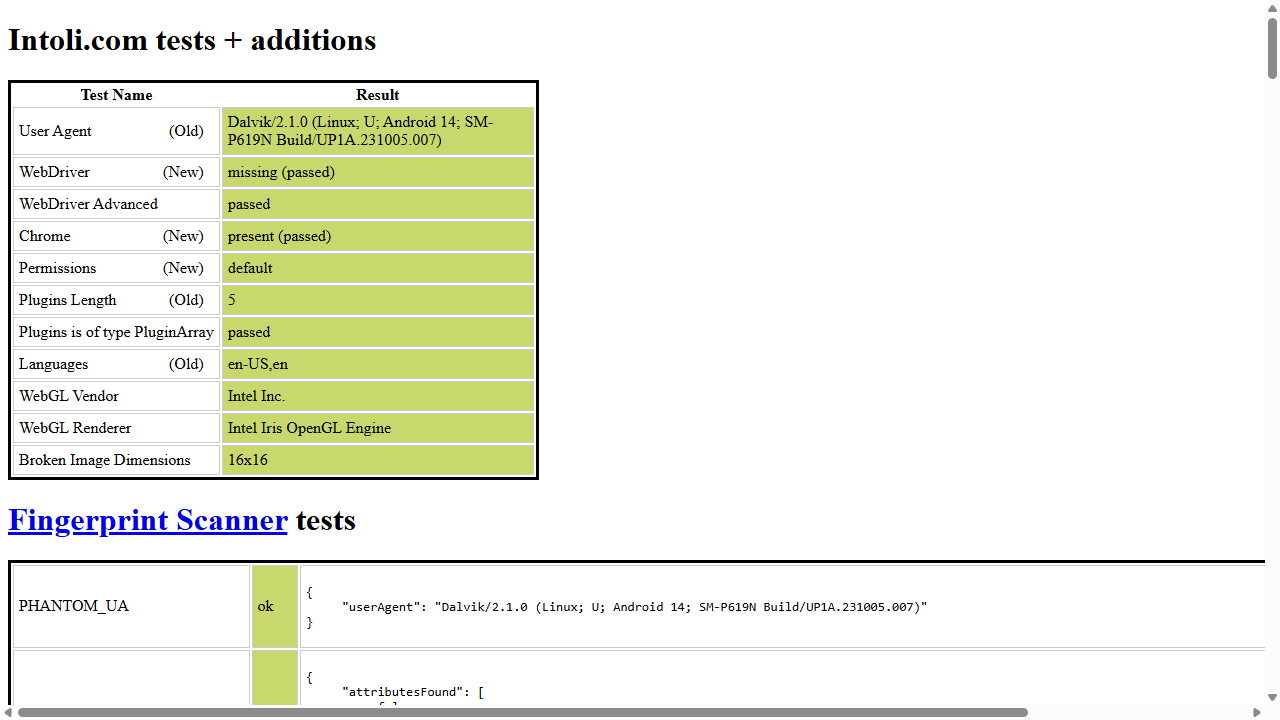 Intoli.com tests + additions
Test Name Result
User Agent (Old) Dalvik/2.1.0 (Linux; U; Android 14; SM-
P619N Build/UP1A.231005.007)
WebDriver (New) missing (passed)
WebDriver Advanced passed
Chrome (New) present (passed)
Permissions (New) default
Plugins Length (Old) 5
Plugins is of type PluginArray passed
Languages (Old) en-US,en
WebGL Vendor Intel Inc.
WebGL Renderer Intel Iris OpenGL Engine
Broken Image Dimensions 16x16
Fingerprint Scanner tests
PHANTOM_UA ok
{
"userAgent": "Dalvik/2.1.0 (Linux; U; Android 14; SM-P619N Build/UP1A.231005.007)"
}
{
"attributesFound": [